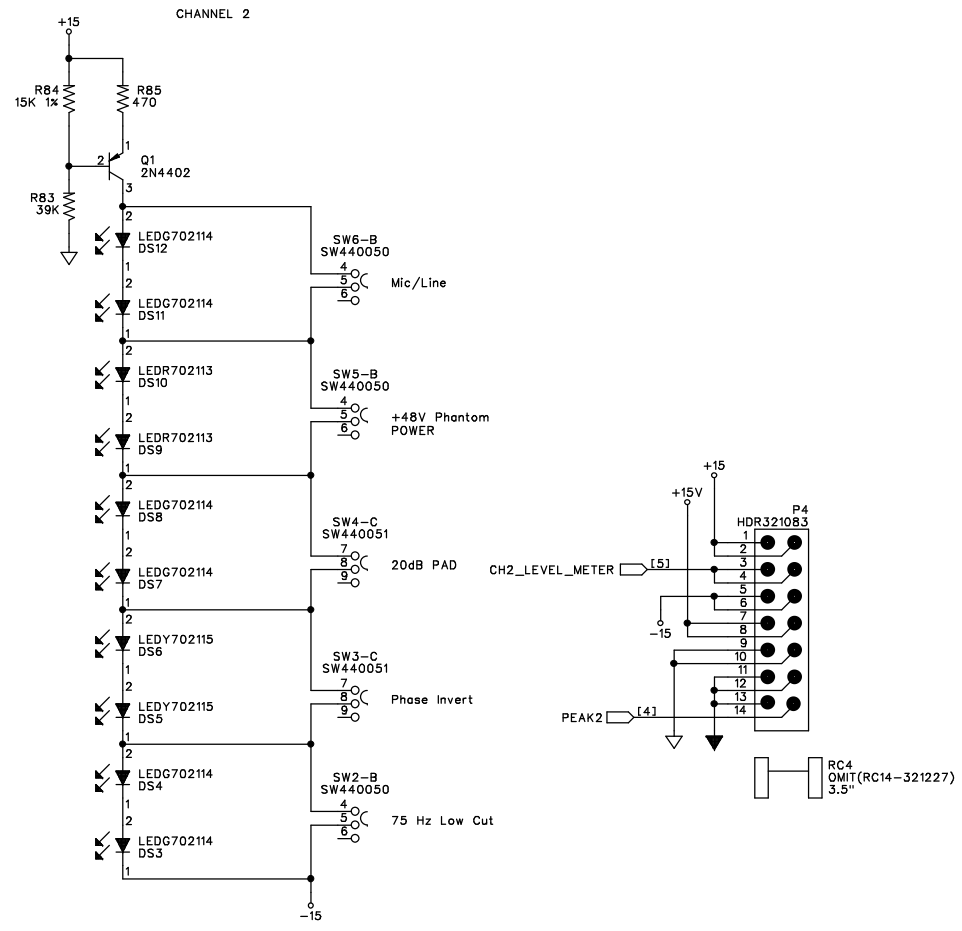 CHANNEL 2
+15
R84
15K 1%
R85
470
1
2
Q1
2N4402
3
R83
39K
2
LEDG702114
DS12
1
2
LEDG702114
DS11
1
2
LEDR702113
DS10
1
2
LEDR702113
DS9
1
2
LEDG702114
DS8
1
2
LEDG702114
DS7
1
2
LEDY702115
DS6
1
2
LEDY702115
DS5
1
2
LEDG702114
DS4
1
2
LEDG702114
DS3
1
SW6-B
SW440050
4
5
6
Mic/Line
SW5-B
SW440050
4
5
6
+48V Phantom
POWER
SW4-C
SW440051
7
8
9
20dB PAD
SW3-C
SW440051
7
8
9
Phase Invert
SW2-B
SW440050
4
5
6
75 Hz Low Cut
-15
+15
+15V
P4
HDR321083
1
2
3
4
5
6
7
8
9
10
11
12
13
14
CH2_LEVEL_METER
[5]
-15
PEAK2
[4]
RC4
OMIT(RC14-321227)
3.5"